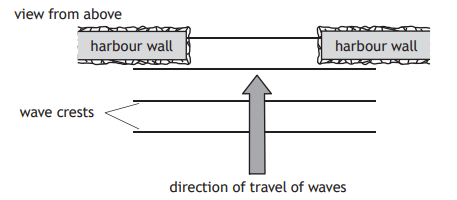 view from above
harbour wall
harbour wall
wave crests
direction of travel of waves